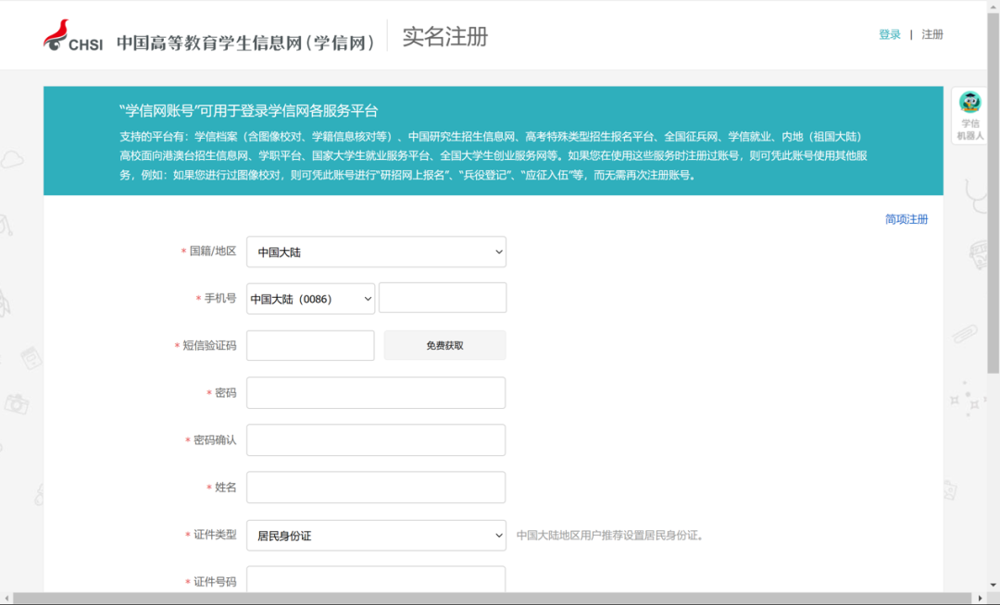 CHSI 中国高等教育学生信息网(学信网) 实名注册 登录 | 注册
“学信网账号”可用于登录学信网各服务平台
支持的平台有：学信档案（含图像校对、学籍信息核对等）、中国研究生招生信息网、高考特殊类型招生报名平台、全国征兵网、学信就业、内地（祖国大陆）
高校面向港澳台招生信息网、学职平台、国家大学生就业服务平台、全国大学生创业服务网等。如果您在使用这些服务时注册过账号，则可凭此账号使用其他服
务，例如：如果您进行过图像校对，则可凭此账号进行“研招网上报名”、“兵役登记”、“应征入伍”等，而无需再次注册账号。
学信
机器人
简项注册
* 国籍/地区 中国大陆
* 手机号 中国大陆（0086）
* 短信验证码 免费获取
* 密码
* 密码确认
* 姓名
* 证件类型 居民身份证 中国大陆地区用户推荐设置居民身份证。
* 证件号码